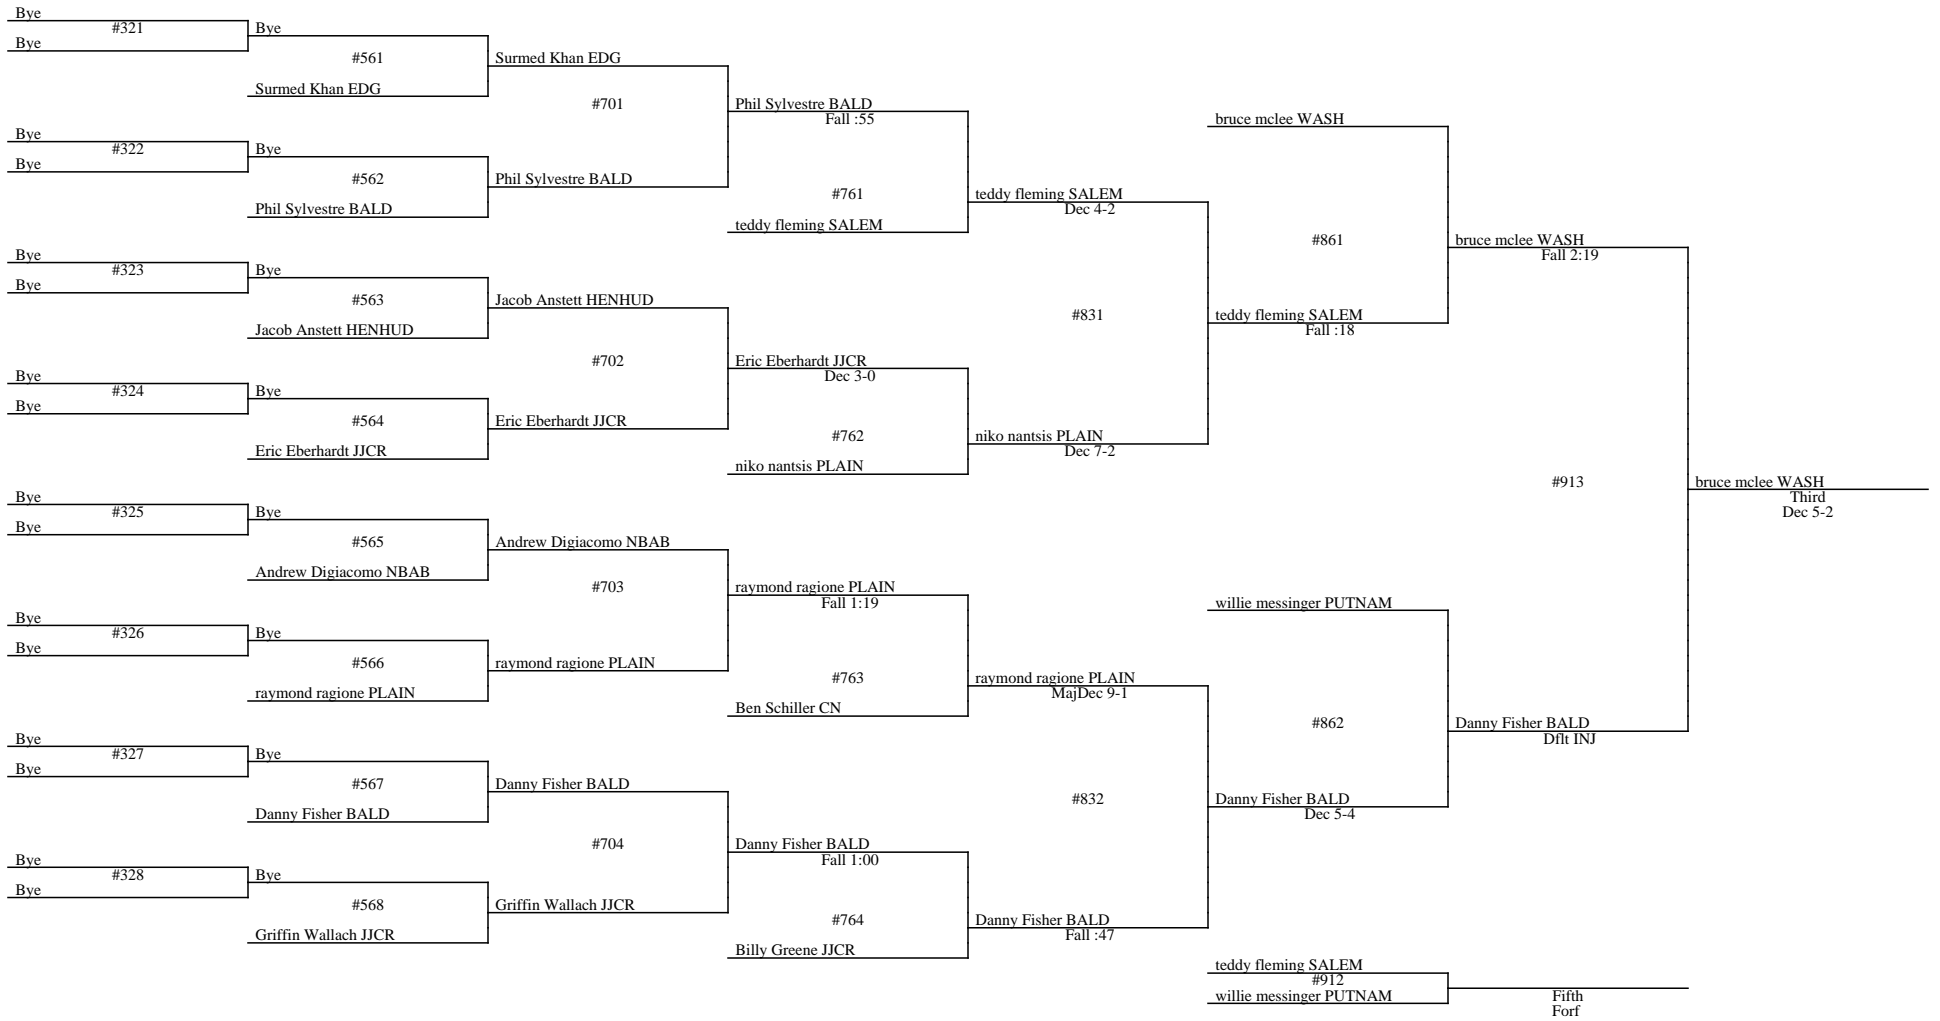 Bye
#321
Bye
Bye
#561
Surmed Khan EDG
Surmed Khan EDG
#701
Bye
#322
Bye
Bye
#562
Phil Sylvestre BALD
Phil Sylvestre BALD
Phil Sylvestre BALD
Fall :55
#761
teddy fleming SALEM
teddy fleming SALEM
Dec 4-2
Bye
#323
Bye
Bye
#563
Jacob Anstett HENHUD
Jacob Anstett HENHUD
#702
Bye
#324
Bye
Bye
#564
Eric Eberhardt JJCR
Eric Eberhardt JJCR
Eric Eberhardt JJCR
Dec 3-0
#762
niko nantsis PLAIN
niko nantsis PLAIN
Dec 7-2
#831
bruce mclee WASH
#861
teddy fleming SALEM
Fall :18
bruce mclee WASH
Fall 2:19
#913
bruce mclee WASH
Third
Dec 5-2
Bye
#325
Bye
Bye
#565
Andrew Digiacomo NBAB
Andrew Digiacomo NBAB
#703
Bye
#326
Bye
Bye
#566
raymond ragione PLAIN
raymond ragione PLAIN
raymond ragione PLAIN
Fall 1:19
#763
Ben Schiller CN
raymond ragione PLAIN
MajDec 9-1
Bye
#327
Bye
Bye
#567
Danny Fisher BALD
Danny Fisher BALD
#704
Bye
#328
Bye
Bye
#568
Griffin Wallach JJCR
Griffin Wallach JJCR
Danny Fisher BALD
Fall 1:00
#764
Billy Greene JJCR
Danny Fisher BALD
Fall :47
#832
willie messinger PUTNAM
#862
Danny Fisher BALD
Dec 5-4
Danny Fisher BALD
Dflt INJ
teddy fleming SALEM
#912
willie messinger PUTNAM
Fifth
Forf